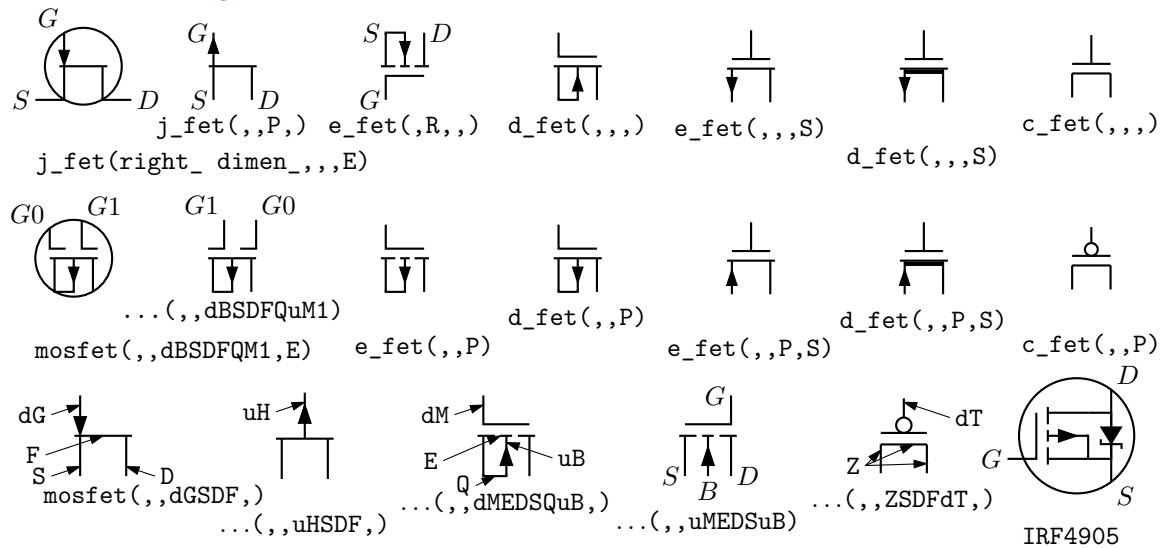 G G S D
S D S D G
j_fet(,,P,) e_fet(,R,,) d_fet(,,,) e_fet(,,,S) c_fet(,,,)
j_fet(right_ dimen_,,,E) d_fet(,,,S)
G0 G1 G1 G0
...(,,dBSDFQuM1) d_fet(,,P) d_fet(,,P,S)
mosfet(,,dBSDFQM1,E) e_fet(,,P) e_fet(,,P,S) c_fet(,,P)
dG uH dM G dT D
F E uB
S D Q S B D Z G S
mosfet(,,dGSDF,) ...(,,uHSDF,) ...(,,dMEDSQuB,) ...(,,uMEDSuB) ...(,,ZSDFdT,)
IRF4905